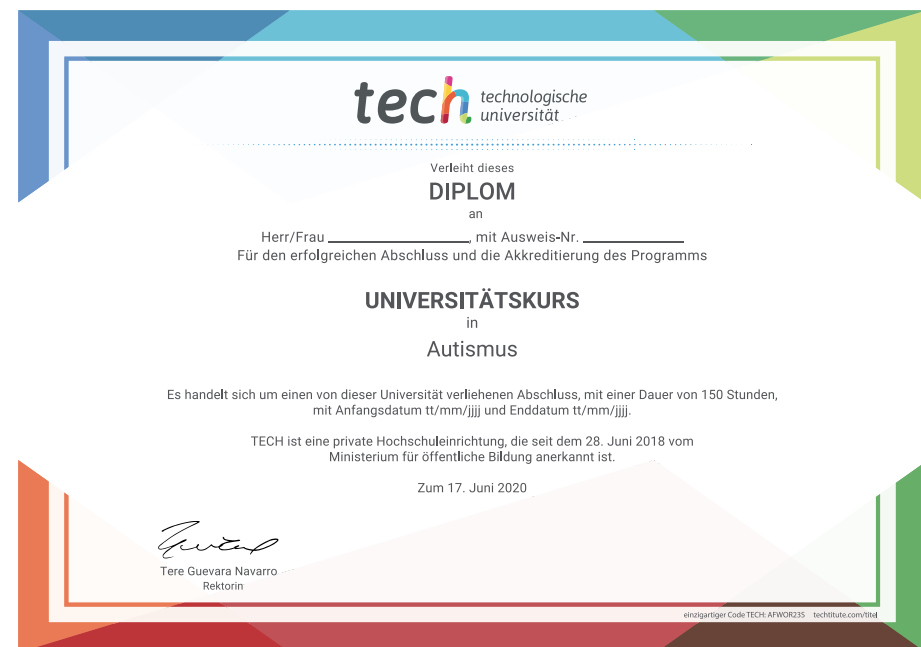 tech technologische
universität
Verleiht dieses
DIPLOM
an
Herr/Frau ____________, mit Ausweis-Nr. ____________
Für den erfolgreichen Abschluss und die Akkreditierung des Programms
UNIVERSITÄTSKURS
in
Autismus
Es handelt sich um einen von dieser Universität verliehenen Abschluss, mit einer Dauer von 150 Stunden,
mit Anfangsdatum tt/mm/jjjj und Enddatum tt/mm/jjjj.
TECH ist eine private Hochschuleinrichtung, die seit dem 28. Juni 2018 vom
Ministerium für öffentliche Bildung anerkannt ist.
Zum 17. Juni 2020
Tere Guevara Navarro
Rektorin
einzigartiger Code TECH: AFWOR23S techtitute.com/titel